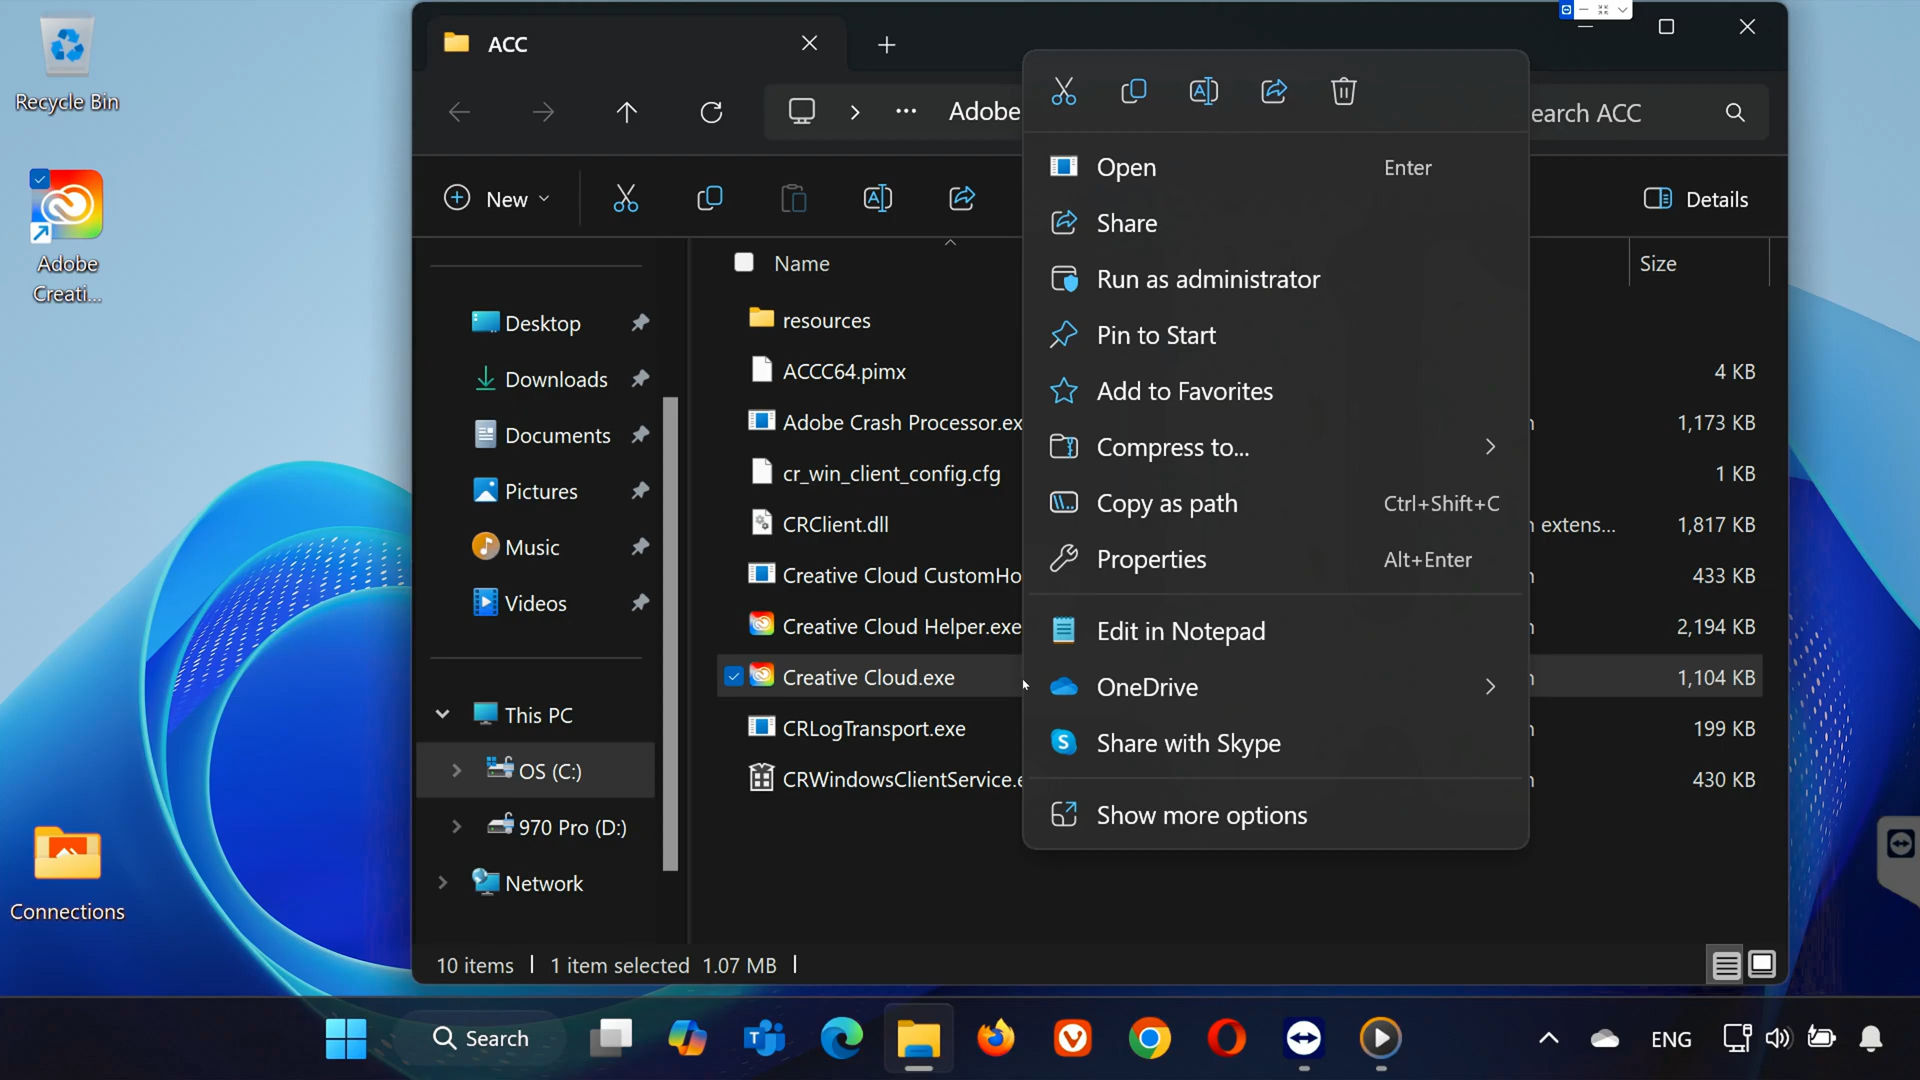 Recycle Bin
Adobe
Creati...
Connections
ACC
Adobe
earch ACC
New
Details
Name
Size
Desktop
Downloads
Documents
Pictures
Music
Videos
This PC
OS (C:)
970 Pro (D:)
Network
resources
ACCC64.pimx
4 KB
Adobe Crash Processor.ex
1,173 KB
cr_win_client_config.cfg
1 KB
CRClient.dll
n extens...
1,817 KB
Creative Cloud CustomHo
433 KB
Creative Cloud Helper.exe
2,194 KB
Creative Cloud.exe
1,104 KB
CRLogTransport.exe
199 KB
CRWindowsClientService.e
430 KB
Open Enter
Share
Run as administrator
Pin to Start
Add to Favorites
Compress to...
Copy as path Ctrl+Shift+C
Properties Alt+Enter
Edit in Notepad
OneDrive
Share with Skype
Show more options
10 items 1 item selected 1.07 MB
Search
ENG